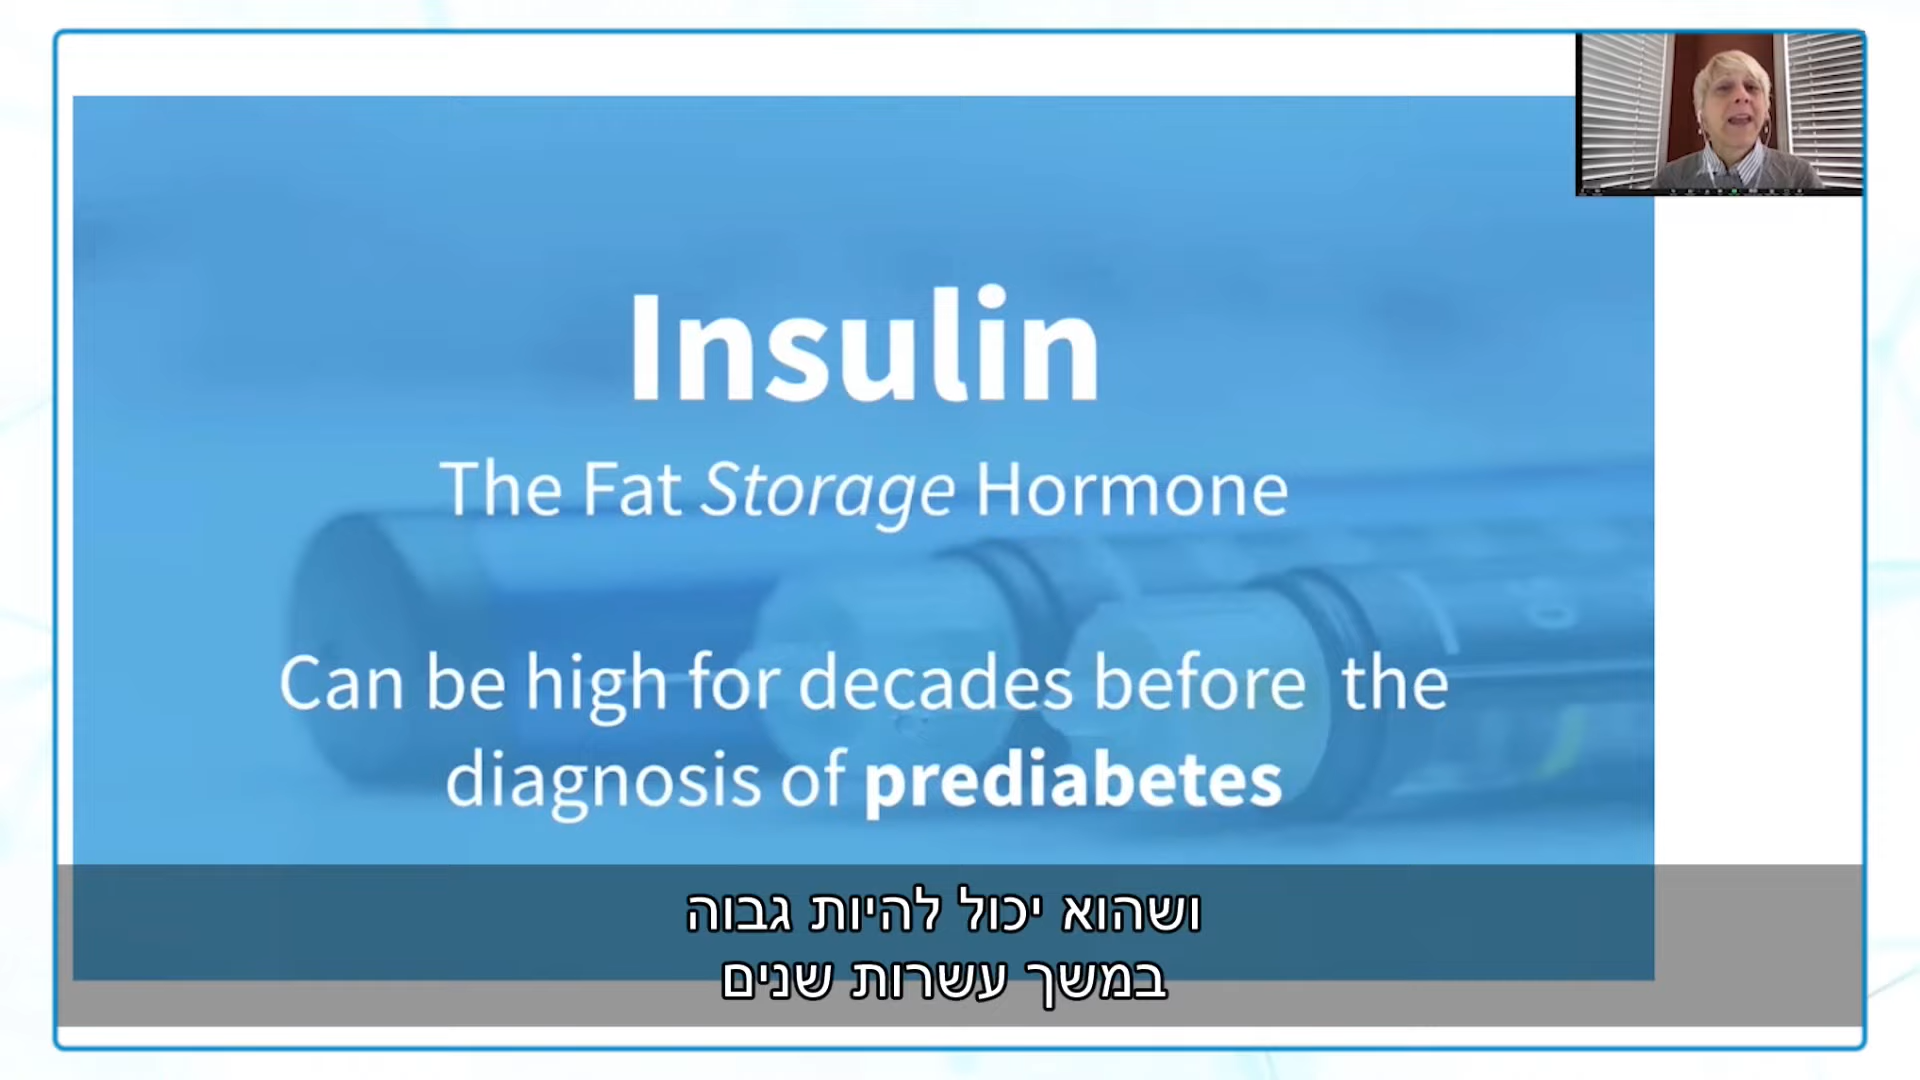 Insulin
The Fat Storage Hormone
Can be high for decades before the
diagnosis of prediabetes
ושהוא יכול להיות גבוה
במשך עשרות שנים